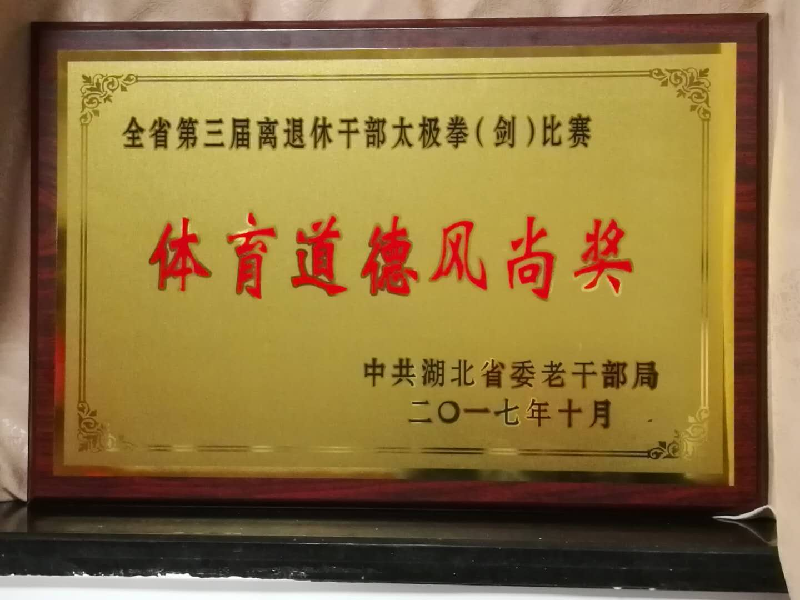 全省第三届离退休干部太极拳(剑)比赛
体育道德风尚奖
中共湖北省委老干部局
二〇一七年十月